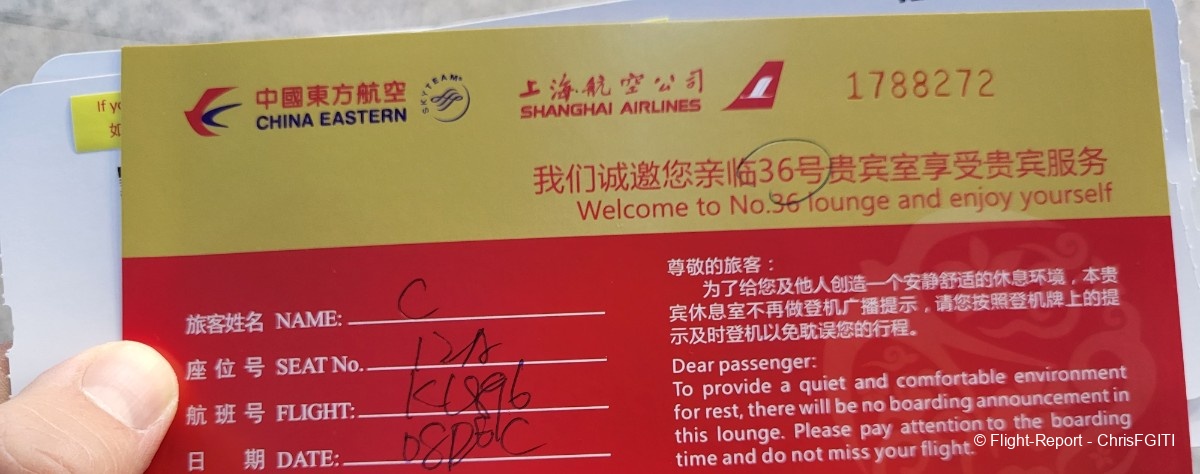 If yo
如
中國東方航空
CHINA EASTERN
SKYTEAM
上海航空公司
SHANGHAI AIRLINES
1788272
我们诚邀您亲临36号贵宾室享受贵宾服务
Welcome to No.36 lounge and enjoy yourself
旅客姓名 NAME: C
座位号 SEAT No. 12A
航班号 FLIGHT: KL896
日 期 DATE: 08DEC
尊敬的旅客：
为了给您及他人创造一个安静舒适的休息环境，本贵
宾休息室不再做登机广播提示，请您按照登机牌上的提
示及时登机以免耽误您的行程。
Dear passenger:
To provide a quiet and comfortable environment
for rest, there will be no boarding announcement in
this lounge. Please pay attention to the boarding
time and do not miss your flight.
© Flight-Report - ChrisFGITI